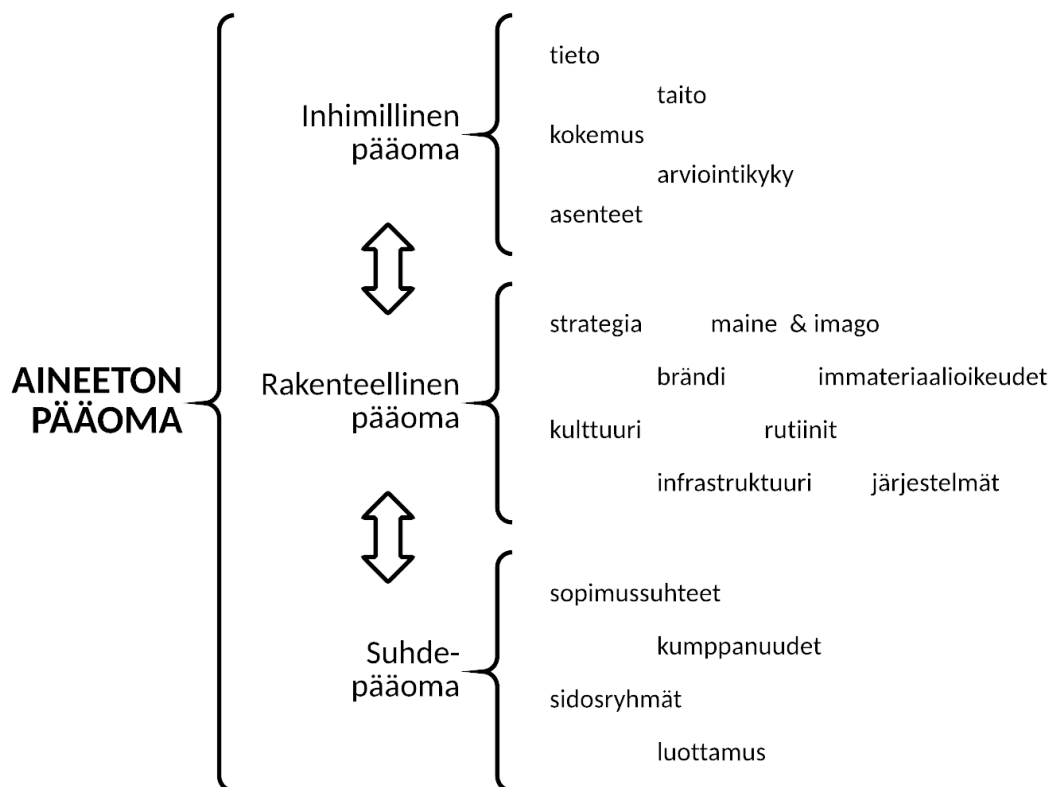 AINEETON
PÄÄOMA
Inhimillinen
pääoma
tieto
taito
kokemus
arviointikyky
asenteet
Rakenteellinen
pääoma
strategia maine & imago
brändi immateriaalioikeudet
kulttuuri rutiinit
infrastruktuuri järjestelmät
Suhde-
pääoma
sopimussuhteet
kumppanuudet
sidosryhmät
luottamus